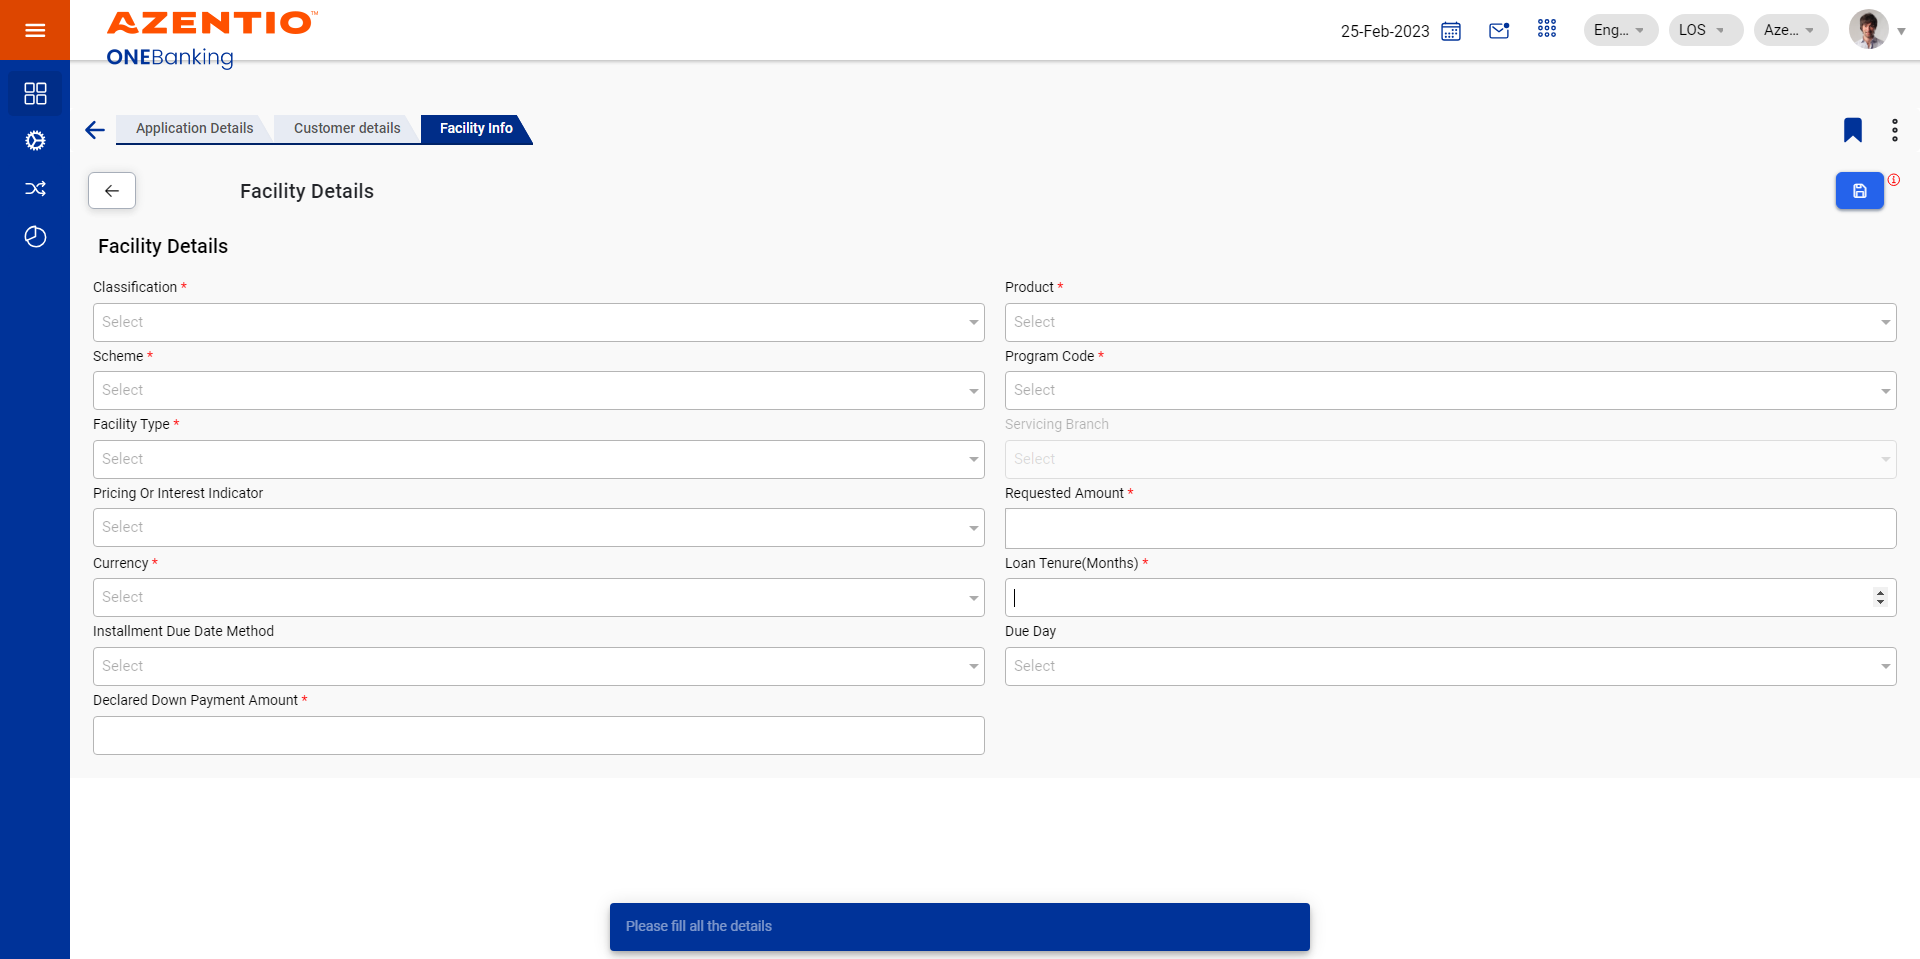 AZENTIO™
ONEBanking
25-Feb-2023
Eng...
LOS
Aze...
Application Details
Customer details
Facility Info
Facility Details
Facility Details
Classification *
Product *
Select
Select
Scheme *
Program Code *
Select
Select
Facility Type *
Servicing Branch
Select
Select
Pricing Or Interest Indicator
Requested Amount *
Select
Currency *
Loan Tenure(Months) *
Select
Installment Due Date Method
Due Day
Select
Select
Declared Down Payment Amount *
Please fill all the details